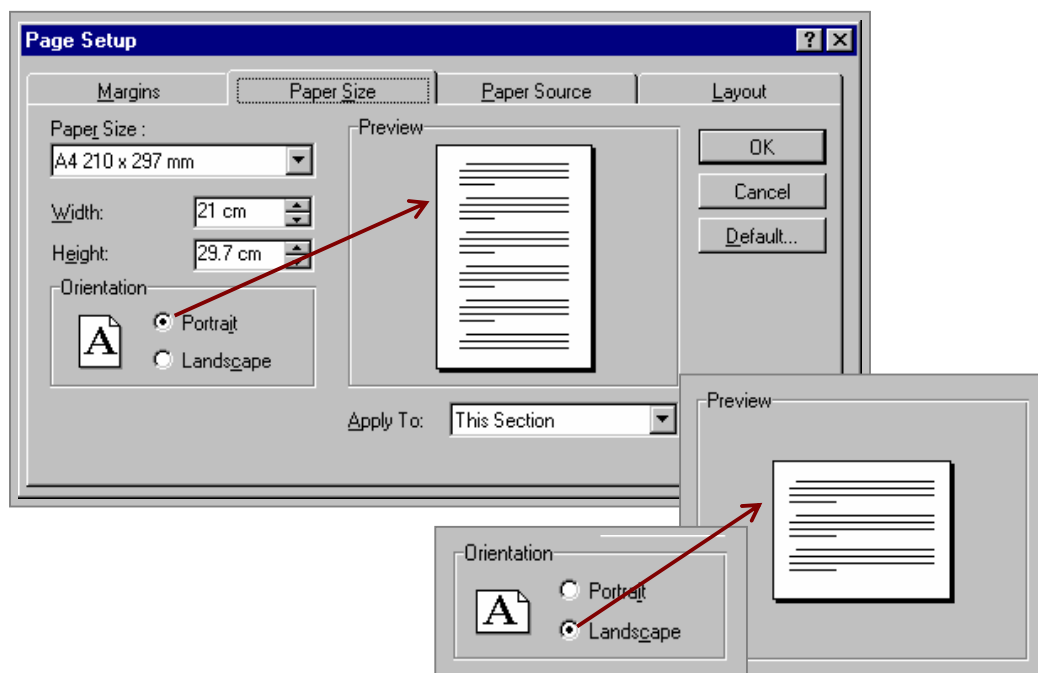 Page Setup
Margins Paper Size Paper Source Layout
Paper Size :
A4 210 x 297 mm
Width: 21 cm
Height: 29.7 cm
Orientation
A
Portrait
Landscape
Preview
Apply To: This Section
OK
Cancel
Default...
Preview
Orientation
A
Portrait
Landscape